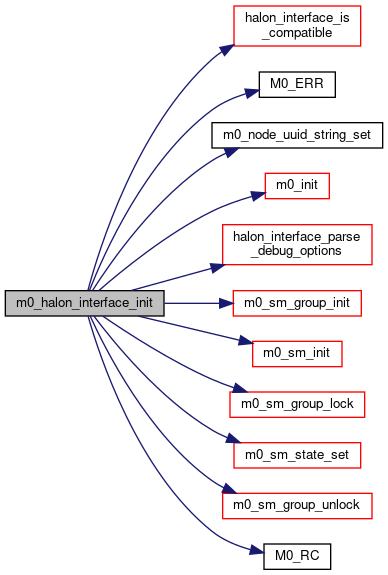 halon_interface_is
_compatible
M0_ERR
m0_node_uuid_string_set
m0_init
halon_interface_parse
_debug_options
m0_halon_interface_init
m0_sm_group_init
m0_sm_init
m0_sm_group_lock
m0_sm_state_set
m0_sm_group_unlock
M0_RC